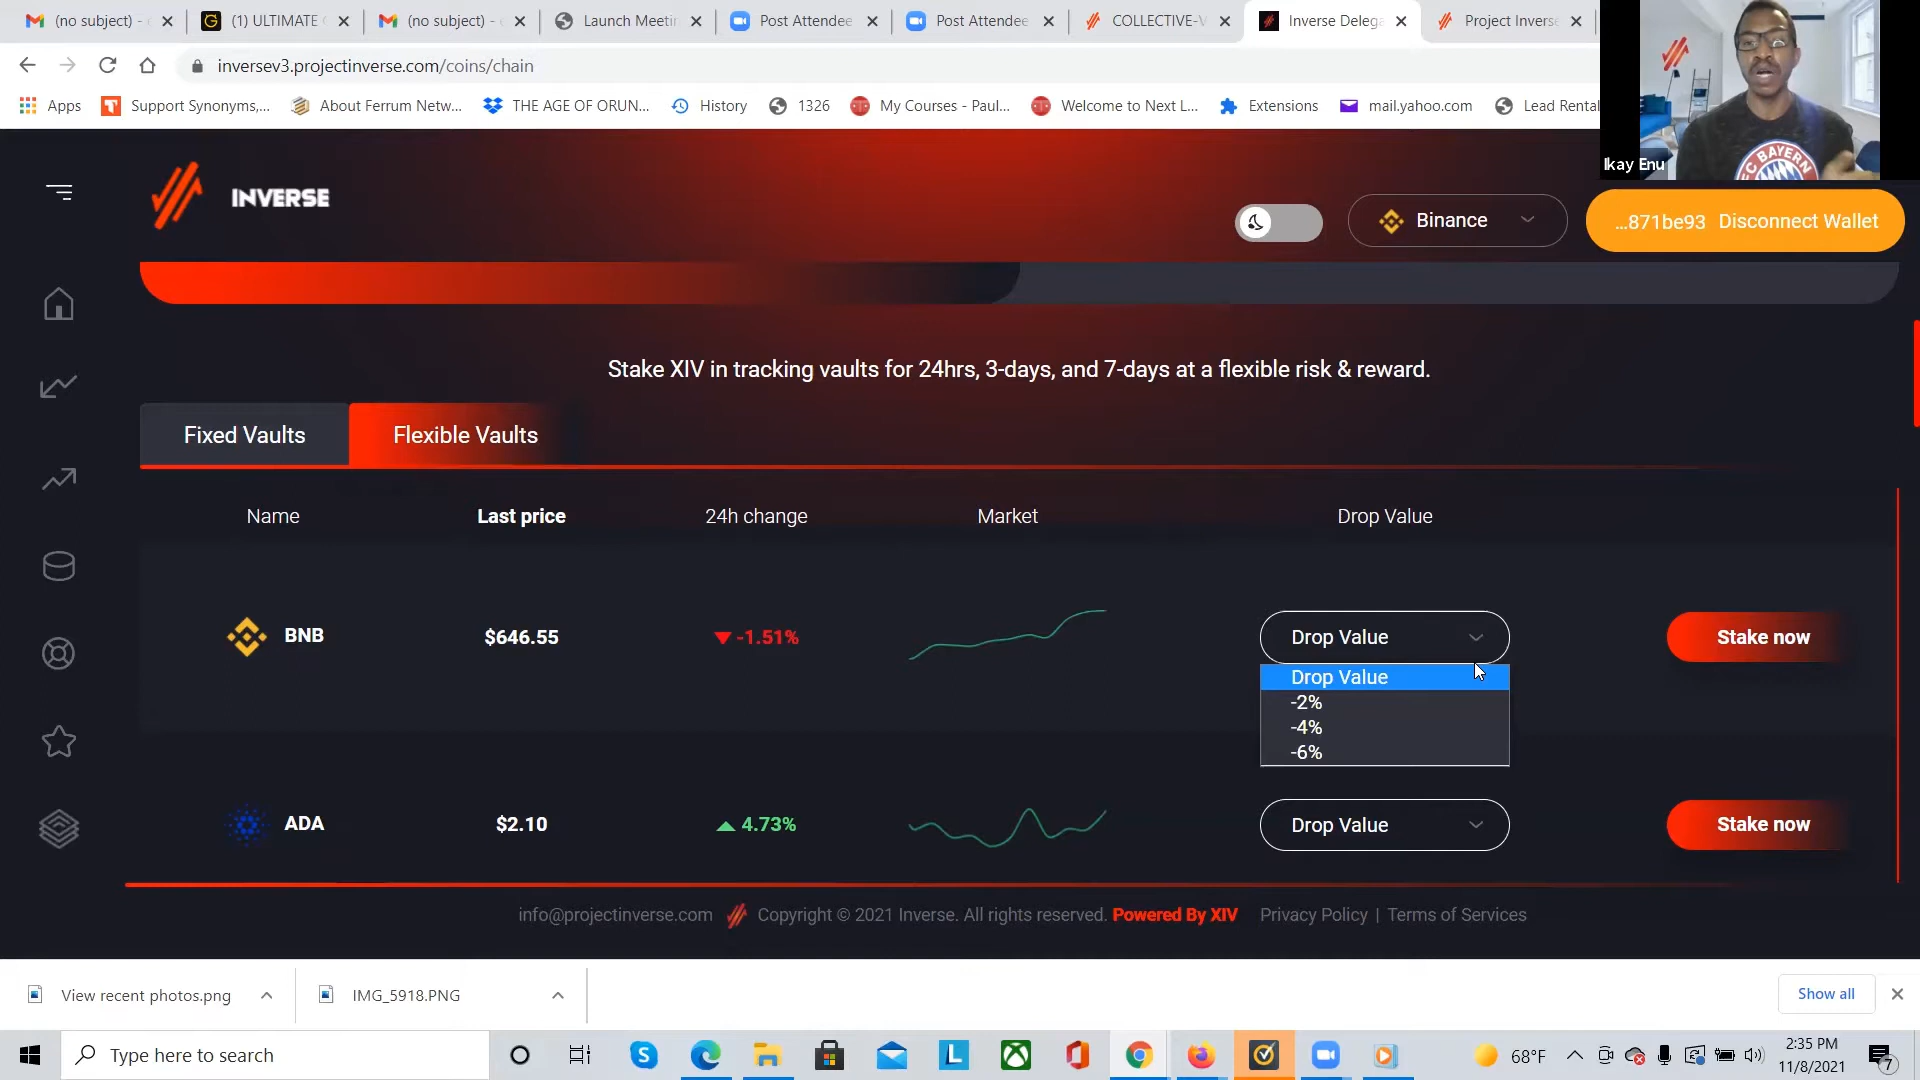 (no subject) -
(1) ULTIMATE
(no subject) -
Launch Meeti
Post Attendee
Post Attendee
COLLECTIVE-V
Inverse Delega
Project Inverse
inversev3.projectinverse.com/coins/chain
Apps
Support Synonyms,...
About Ferrum Netw...
THE AGE OF ORUN...
History
1326
My Courses - Paul...
Welcome to Next L...
Extensions
mail.yahoo.com
Lead Rental
FC BAYERN
Ikay Enu
INVERSE
Binance
...871be93 Disconnect Wallet
Stake XIV in tracking vaults for 24hrs, 3-days, and 7-days at a flexible risk & reward.
Fixed Vaults
Flexible Vaults
Name
Last price
24h change
Market
Drop Value
BNB
$646.55
-1.51%
Drop Value
Stake now
Drop Value
-2%
-4%
-6%
ADA
$2.10
4.73%
Drop Value
Stake now
info@projectinverse.com
Copyright © 2021 Inverse. All rights reserved. Powered By XIV
Privacy Policy | Terms of Services
View recent photos.png
IMG_5918.PNG
Show all
Type here to search
68°F
2:35 PM
11/8/2021
7